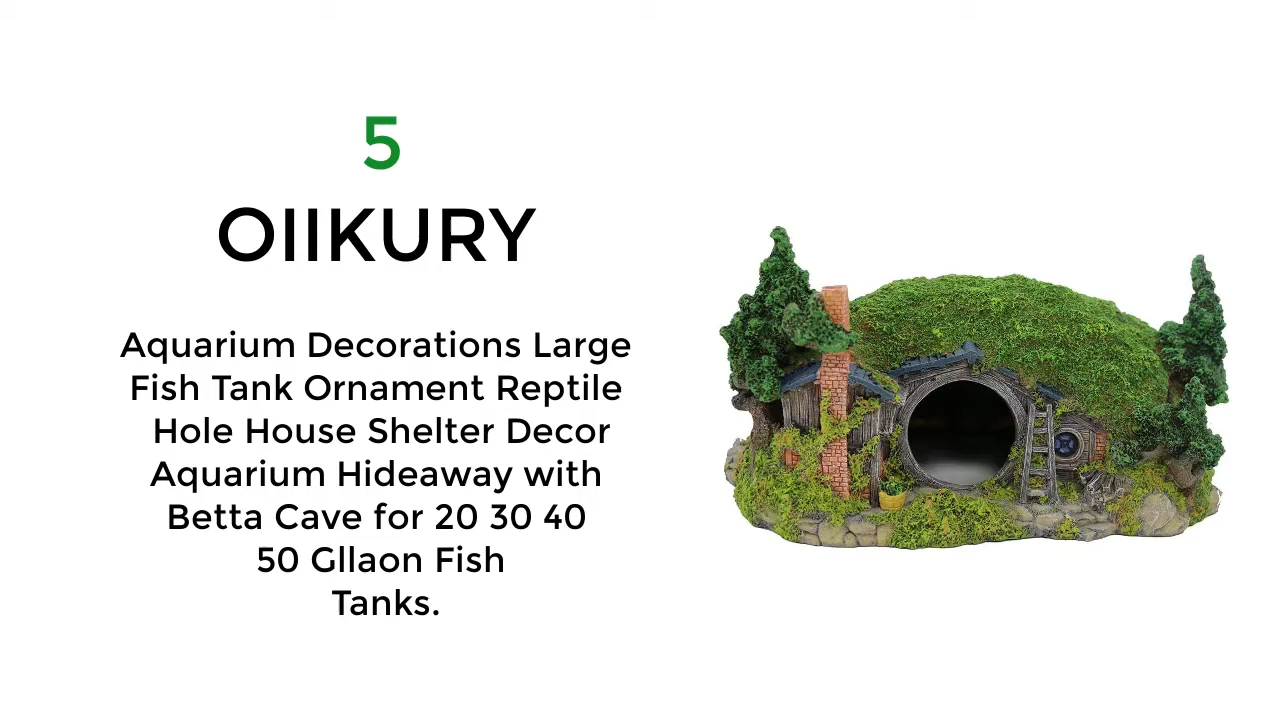 5
OIIKURY
Aquarium Decorations Large
Fish Tank Ornament Reptile
Hole House Shelter Decor
Aquarium Hideaway with
Betta Cave for 20 30 40
50 Gllaon Fish
Tanks.